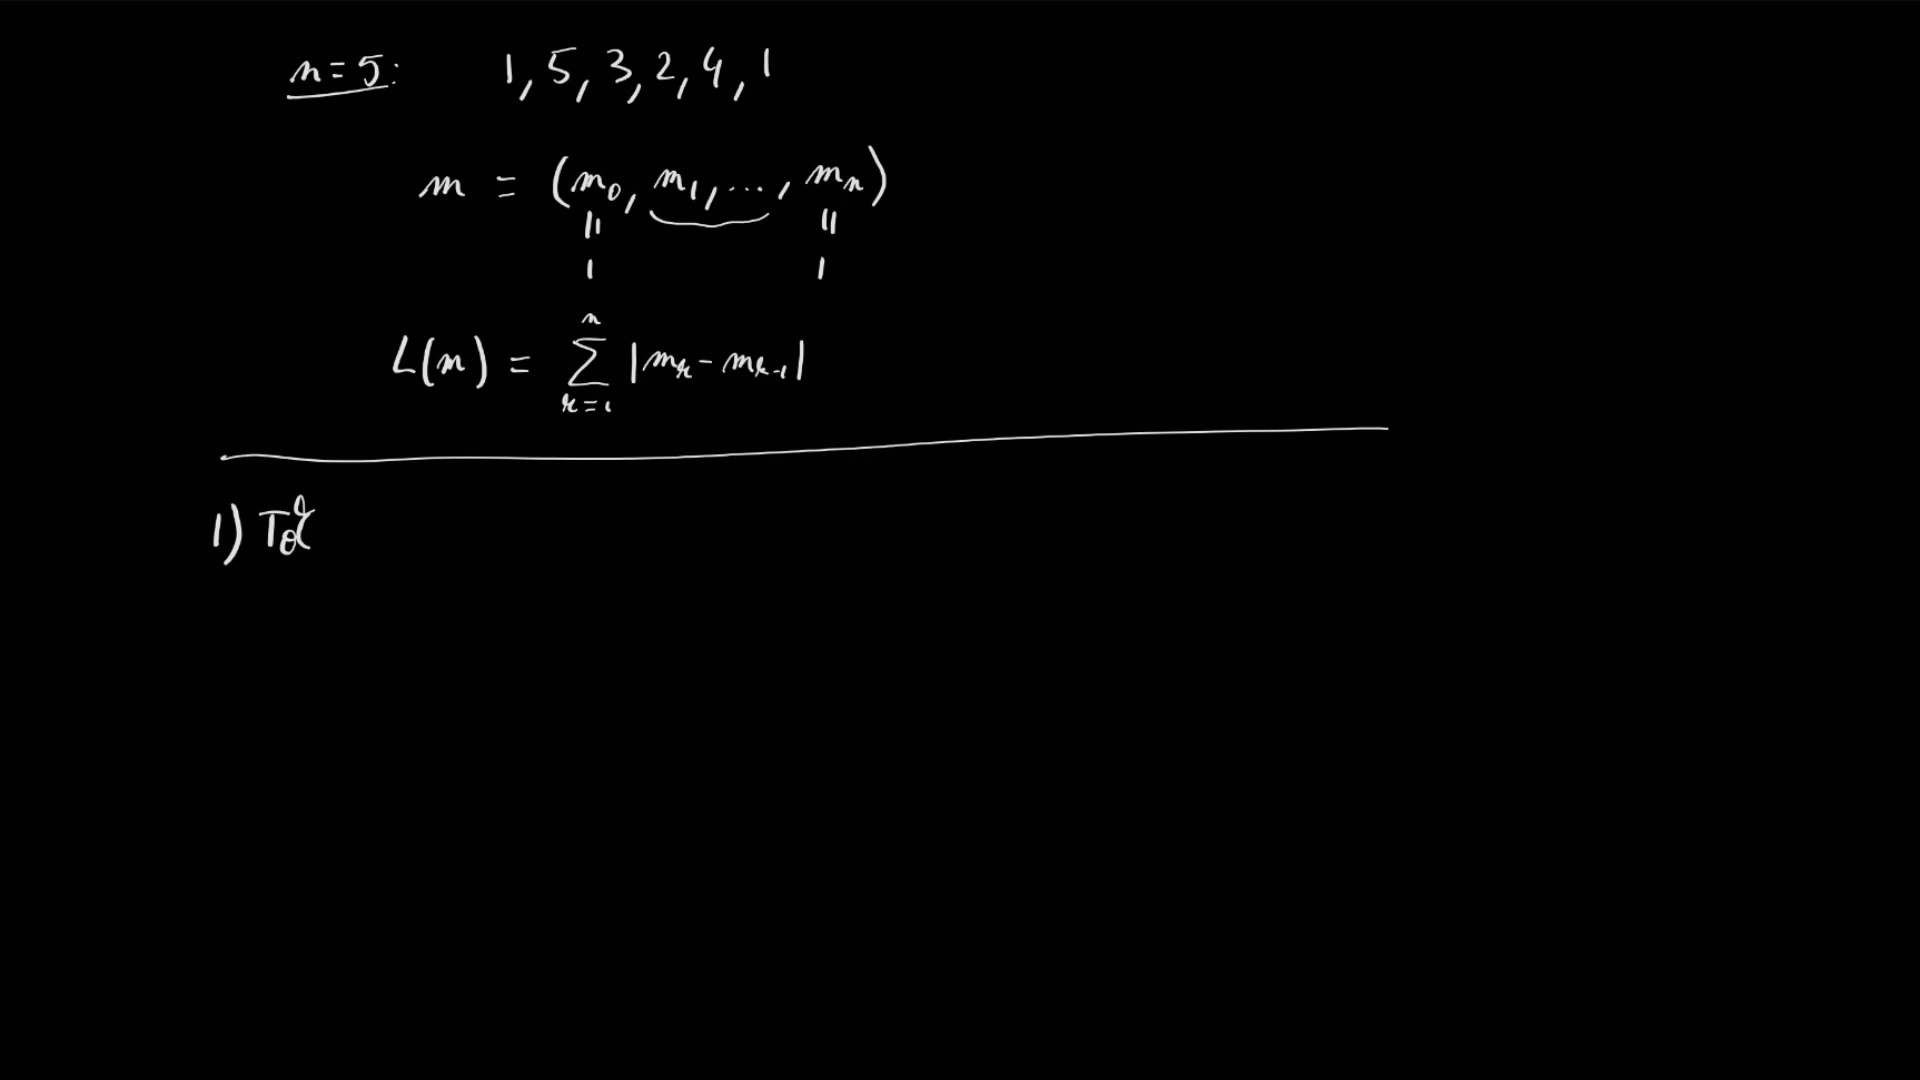 n=5: 1, 5, 3, 2, 4, 1
m = (m₀, m₁, ..., mₙ)
|| ||
1 1
L(m) = ∑ₖ₌₁ⁿ |mₖ - mₖ₋₁|
1)